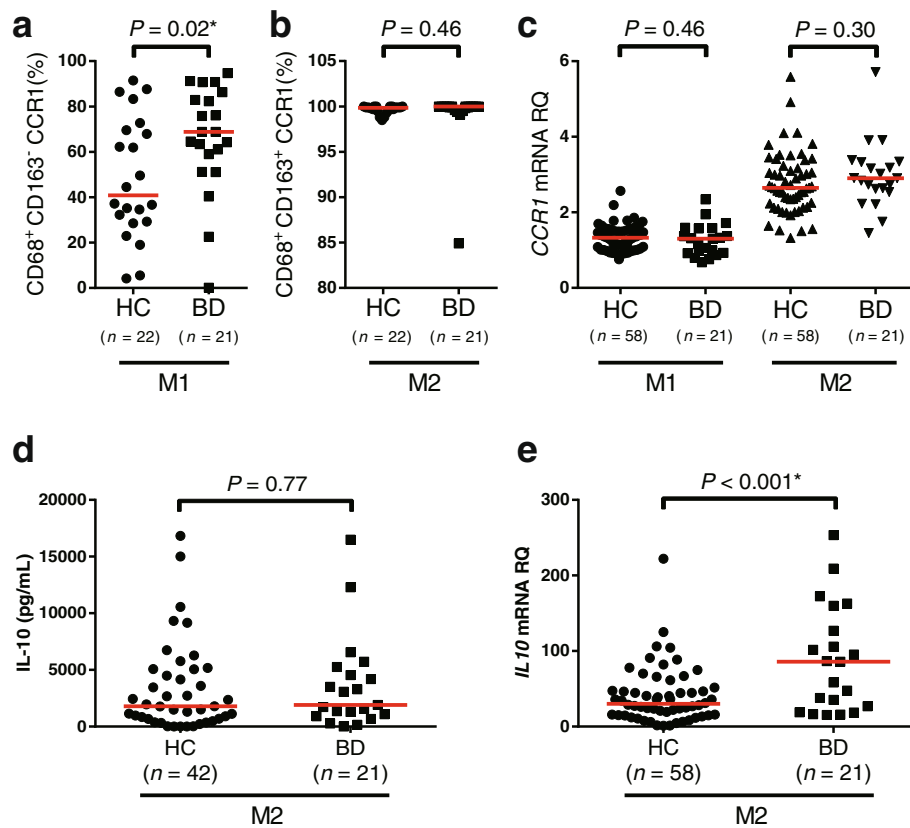 a
P = 0.02*
CD68+ CD163- CCR1(%)
100
80
60
40
20
0
HC
BD
(n = 22)
(n = 21)
M1
b
P = 0.46
CD68+ CD163+ CCR1(%)
100
95
90
85
80
HC
BD
(n = 22)
(n = 21)
M2
c
P = 0.46
P = 0.30
CCR1 mRNA RQ
6
4
2
0
HC
BD
HC
BD
(n = 58)
(n = 21)
(n = 58)
(n = 21)
M1
M2
d
P = 0.77
IL-10 (pg/mL)
20000
15000
10000
5000
0
HC
BD
(n = 42)
(n = 21)
M2
e
P < 0.001*
IL10 mRNA RQ
300
200
100
0
HC
BD
(n = 58)
(n = 21)
M2